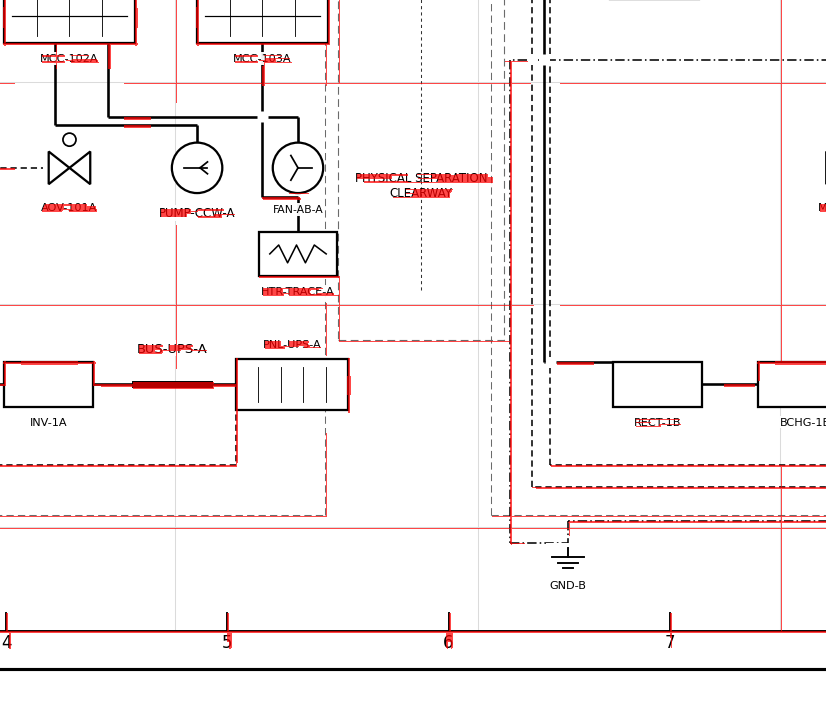 MCC-102A
MCC-103A
PHYSICAL SEPARATION
CLEARWAY
AOV-101A
PUMP-CCW-A
FAN-AB-A
HTR-TRACE-A
BUS-UPS-A
PNL-UPS-A
INV-1A
RECT-1B
GND-B
4
5
6
7